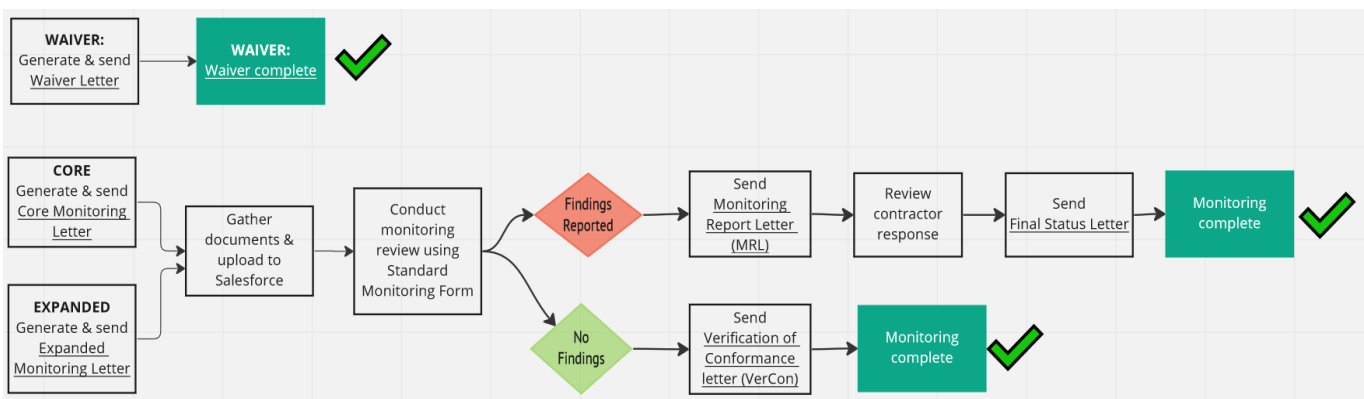 WAIVER:
Generate & send
Waiver Letter
WAIVER:
Waiver complete
CORE
Generate & send
Core Monitoring
Letter
EXPANDED
Generate & send
Expanded
Monitoring Letter
Gather
documents &
upload to
Salesforce
Conduct
monitoring
review using
Standard
Monitoring Form
Findings
Reported
Send
Monitoring
Report Letter
(MRL)
Review
contractor
response
Send
Final Status Letter
Monitoring
complete
No
Findings
Send
Verification of
Conformance
letter (VerCon)
Monitoring
complete